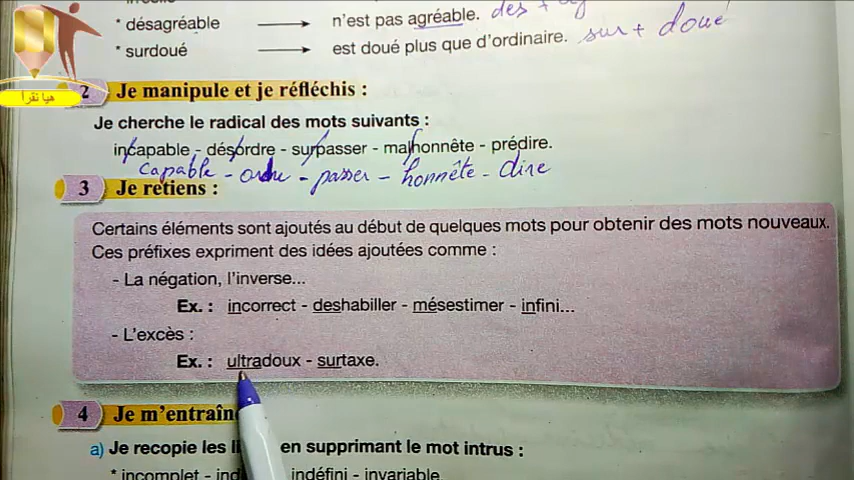 * désagréable n'est pas agréable. des +
* surdoué est doué plus que d'ordinaire. sur + doué
هيا نقرأ
2 Je manipule et je réfléchis :
Je cherche le radical des mots suivants :
incapable - désordre - surpasser - malhonnête - prédire.
capable - ordre - passer - honnête - dire
3 Je retiens :
Certains éléments sont ajoutés au début de quelques mots pour obtenir des mots nouveaux.
Ces préfixes expriment des idées ajoutées comme :
- La négation, l'inverse...
Ex. : incorrect - deshabiller - mésestimer - infini...
- L'excès :
Ex. : ultradoux - surtaxe.
4 Je m'entraîn
a) Je recopie les li en supprimant le mot intrus :
* incomplet - indéfini - invariable